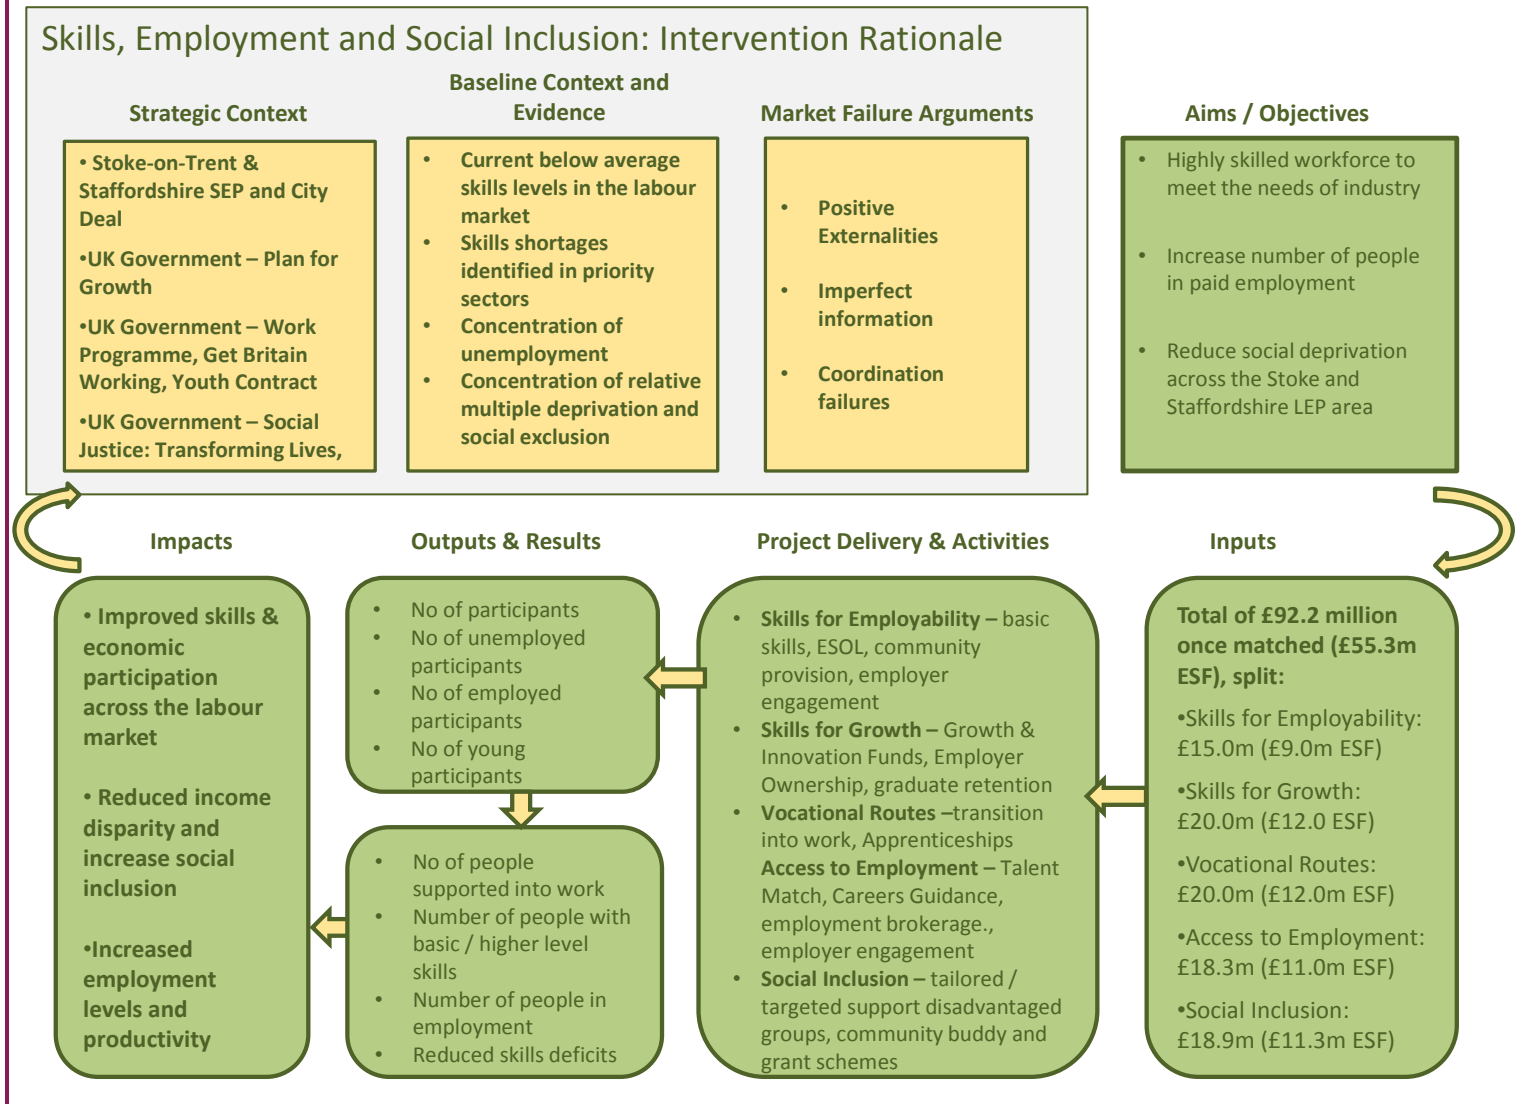 Skills, Employment and Social Inclusion: Intervention Rationale
Strategic Context
• Stoke-on-Trent &
Staffordshire SEP and City
Deal
•UK Government – Plan for
Growth
•UK Government – Work
Programme, Get Britain
Working, Youth Contract
•UK Government – Social
Justice: Transforming Lives,
Baseline Context and
Evidence
• Current below average
skills levels in the labour
market
• Skills shortages
identified in priority
sectors
• Concentration of
unemployment
• Concentration of relative
multiple deprivation and
social exclusion
Market Failure Arguments
• Positive
Externalities
• Imperfect
information
• Coordination
failures
Aims / Objectives
• Highly skilled workforce to
meet the needs of industry
• Increase number of people
in paid employment
• Reduce social deprivation
across the Stoke and
Staffordshire LEP area
Impacts
• Improved skills &
economic
participation
across the labour
market
• Reduced income
disparity and
increase social
inclusion
•Increased
employment
levels and
productivity
Outputs & Results
• No of participants
• No of unemployed
participants
• No of employed
participants
• No of young
participants
• No of people
supported into work
• Number of people with
basic / higher level
skills
• Number of people in
employment
• Reduced skills deficits
Project Delivery & Activities
• Skills for Employability – basic
skills, ESOL, community
provision, employer
engagement
• Skills for Growth – Growth &
Innovation Funds, Employer
Ownership, graduate retention
• Vocational Routes –transition
into work, Apprenticeships
Access to Employment – Talent
Match, Careers Guidance,
employment brokerage.,
employer engagement
• Social Inclusion – tailored /
targeted support disadvantaged
groups, community buddy and
grant schemes
Inputs
Total of £92.2 million
once matched (£55.3m
ESF), split:
•Skills for Employability:
£15.0m (£9.0m ESF)
•Skills for Growth:
£20.0m (£12.0 ESF)
•Vocational Routes:
£20.0m (£12.0m ESF)
•Access to Employment:
£18.3m (£11.0m ESF)
•Social Inclusion:
£18.9m (£11.3m ESF)